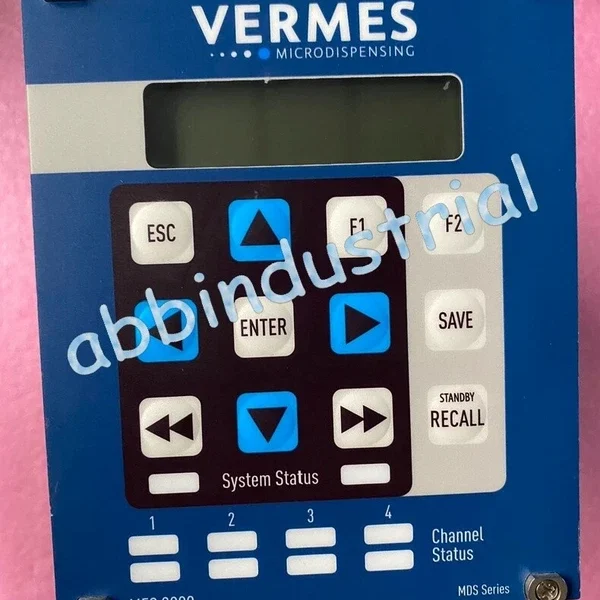 VERMES
MICRODISPENSING
ESC
F1
F2
abbindustrial
ENTER
SAVE
STANDBY
RECALL
System Status
1 2 3 4
Channel
Status
MDS Series